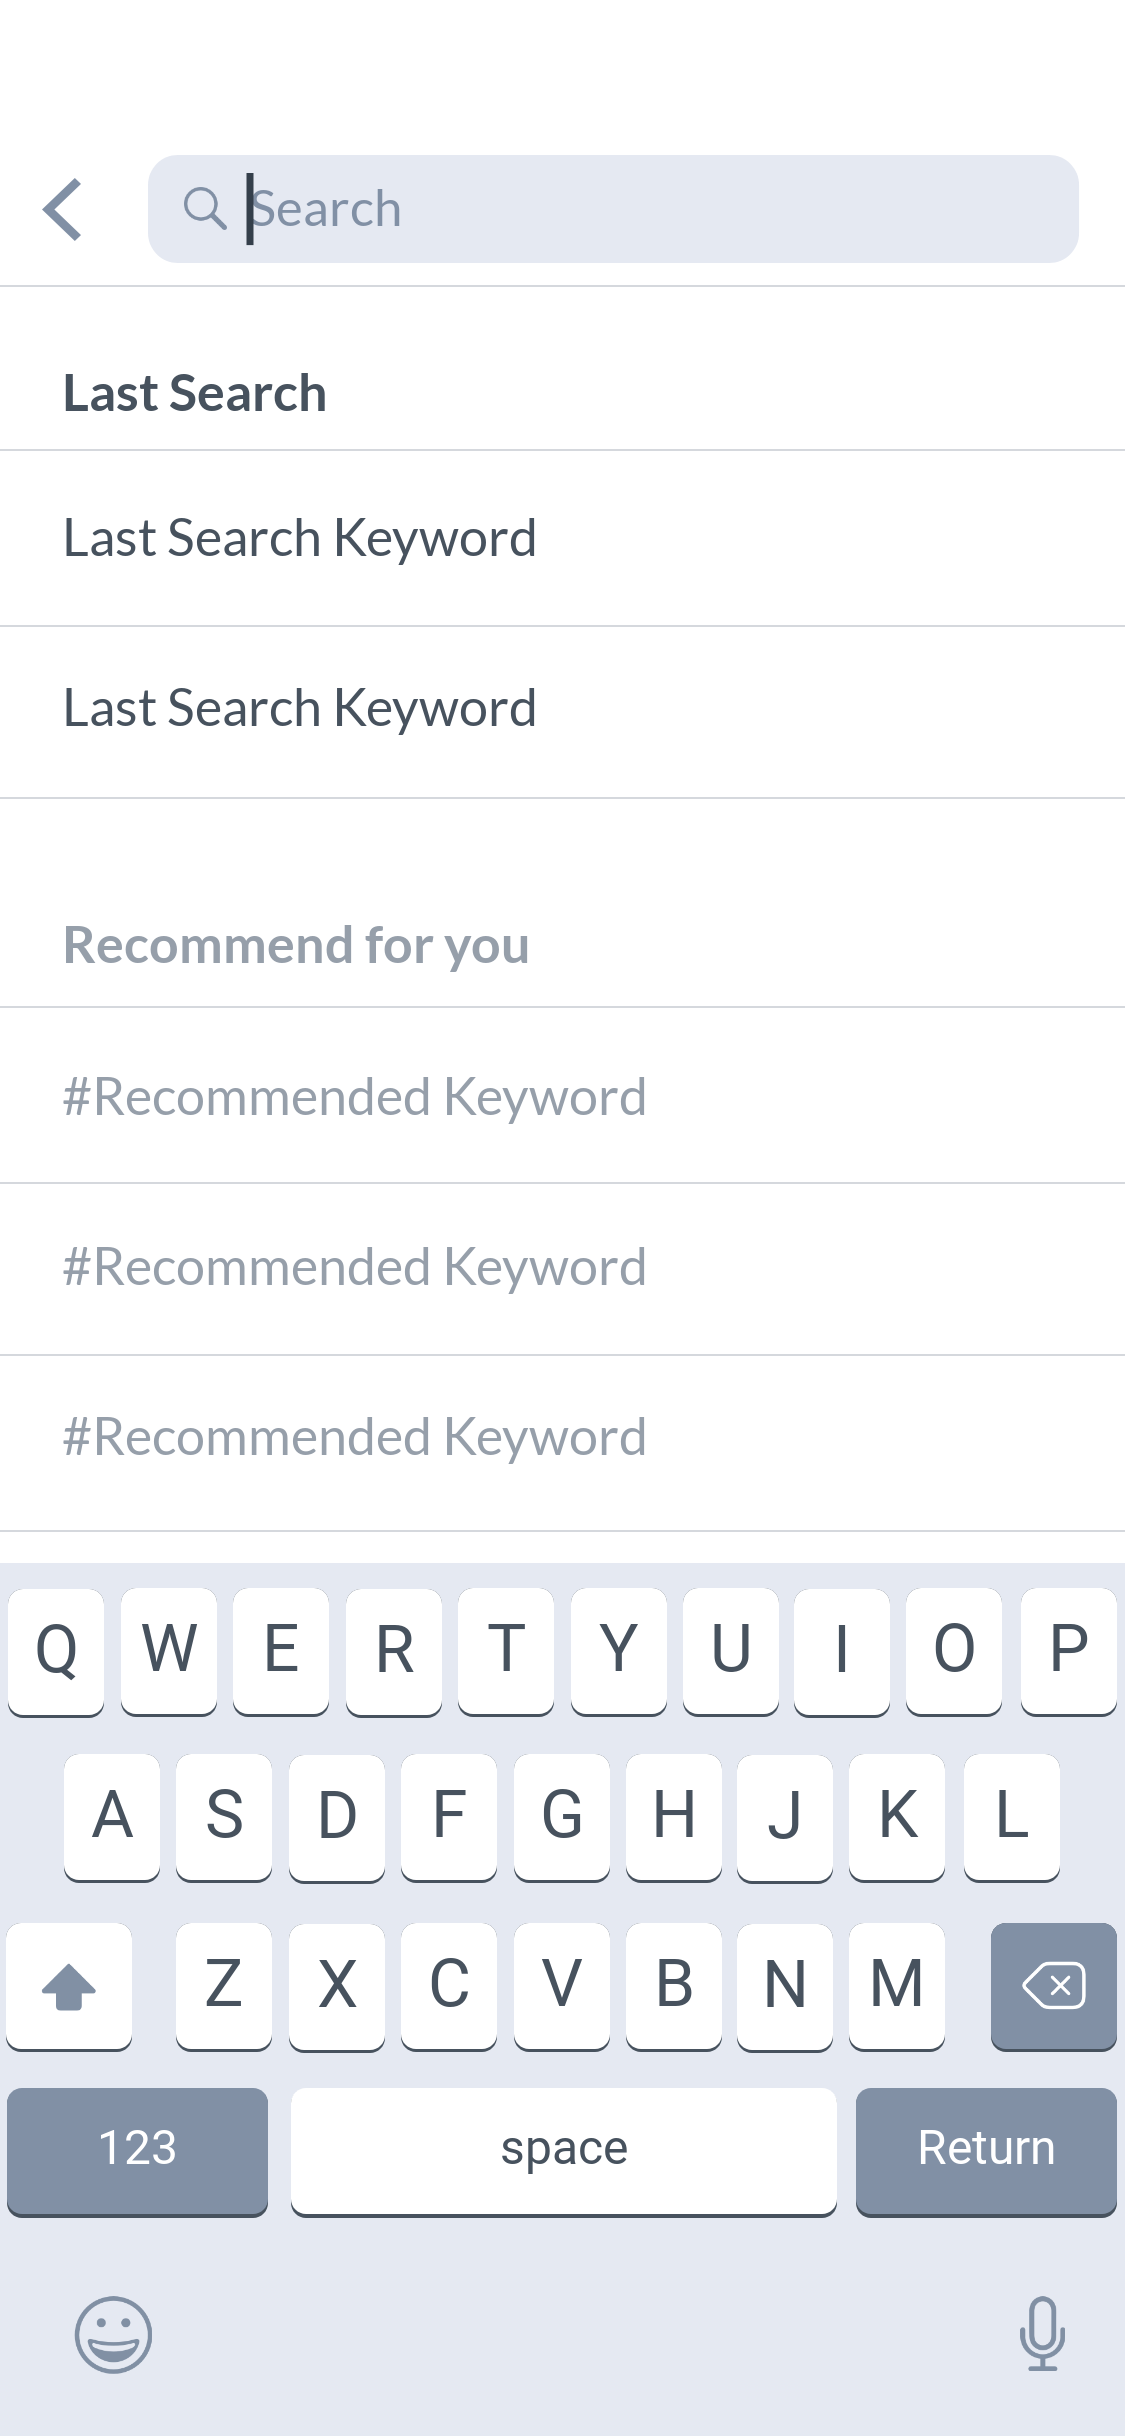 Search
Last Search
Last Search Keyword
Last Search Keyword
Recommend for you
#Recommended Keyword
#Recommended Keyword
#Recommended Keyword
Q W E R T Y U I O P
A S D F G H J K L
Z X C V B N M
123 space Return